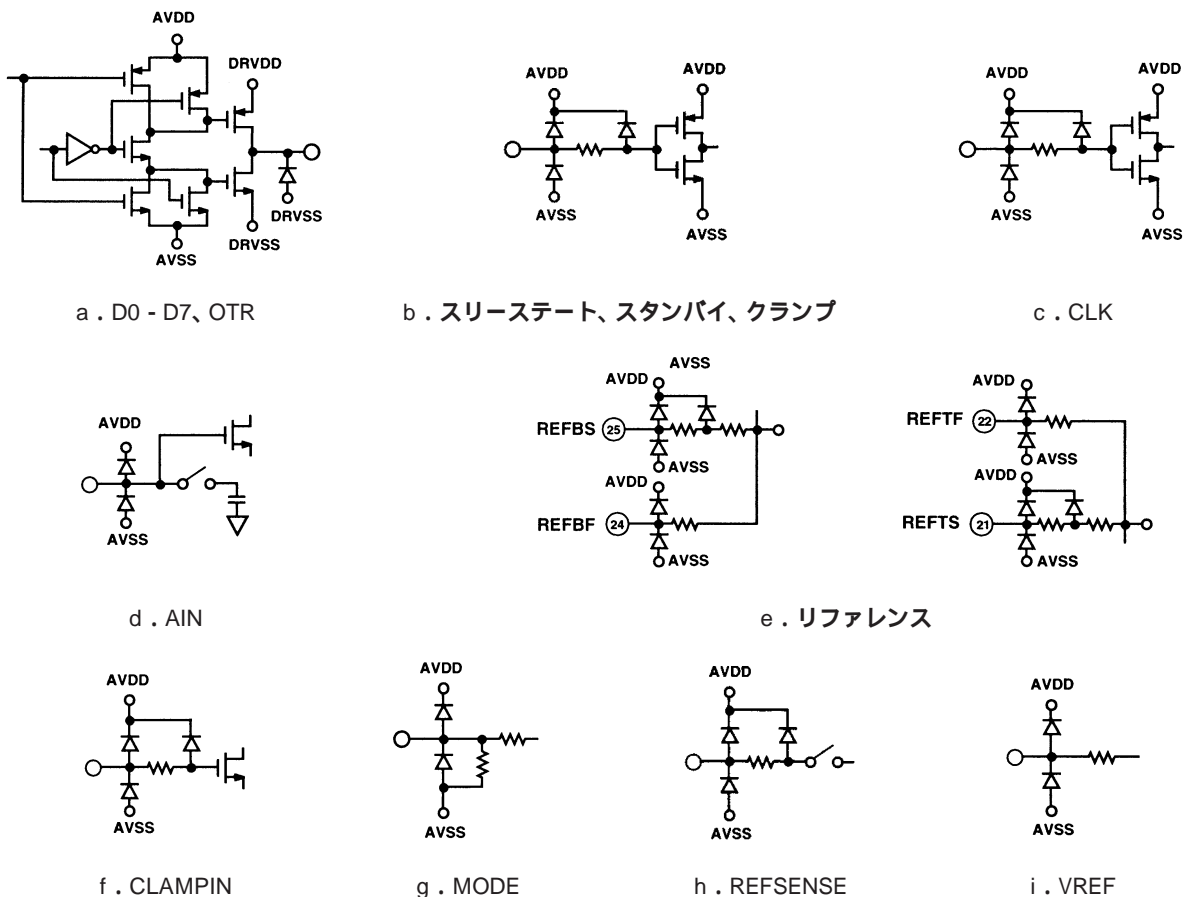 AVDD
DRVDD
DRVSS
AVSS
DRVSS
a．D0 - D7、OTR
AVDD
AVDD
AVSS
AVSS
b．スリーステート、スタンバイ、クランプ
AVDD
AVDD
AVSS
AVSS
c．CLK
AVDD
AVSS
d．AIN
AVDD
AVSS
REFBS 25
AVSS
AVDD
REFBF 24
AVSS
AVDD
REFTF 22
AVSS
AVDD
REFTS 21
AVSS
e．リファレンス
AVDD
AVSS
f．CLAMPIN
AVDD
AVSS
g．MODE
AVDD
AVSS
h．REFSENSE
AVDD
AVSS
i．VREF